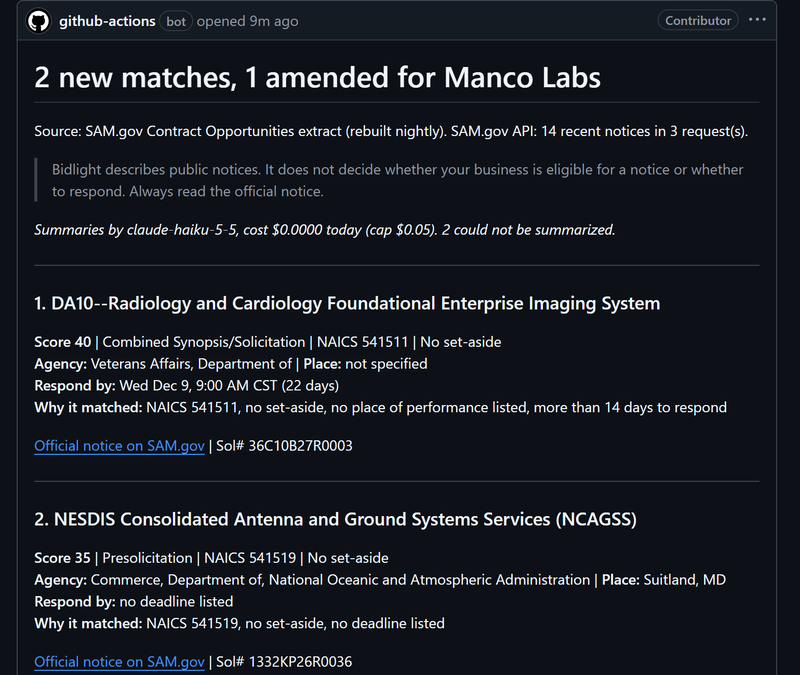 github-actions bot opened 9m ago Contributor ...
2 new matches, 1 amended for Manco Labs
Source: SAM.gov Contract Opportunities extract (rebuilt nightly). SAM.gov API: 14 recent notices in 3 request(s).
Bidlight describes public notices. It does not decide whether your business is eligible for a notice or whether
to respond. Always read the official notice.
Summaries by claude-haiku-5-5, cost $0.0000 today (cap $0.05). 2 could not be summarized.
1. DA10--Radiology and Cardiology Foundational Enterprise Imaging System
Score 40 | Combined Synopsis/Solicitation | NAICS 541511 | No set-aside
Agency: Veterans Affairs, Department of | Place: not specified
Respond by: Wed Dec 9, 9:00 AM CST (22 days)
Why it matched: NAICS 541511, no set-aside, no place of performance listed, more than 14 days to respond
Official notice on SAM.gov | Sol# 36C10B27R0003
2. NESDIS Consolidated Antenna and Ground Systems Services (NCAGSS)
Score 35 | Presolicitation | NAICS 541519 | No set-aside
Agency: Commerce, Department of, National Oceanic and Atmospheric Administration | Place: Suitland, MD
Respond by: no deadline listed
Why it matched: NAICS 541519, no set-aside, no deadline listed
Official notice on SAM.gov | Sol# 1332KP26R0036